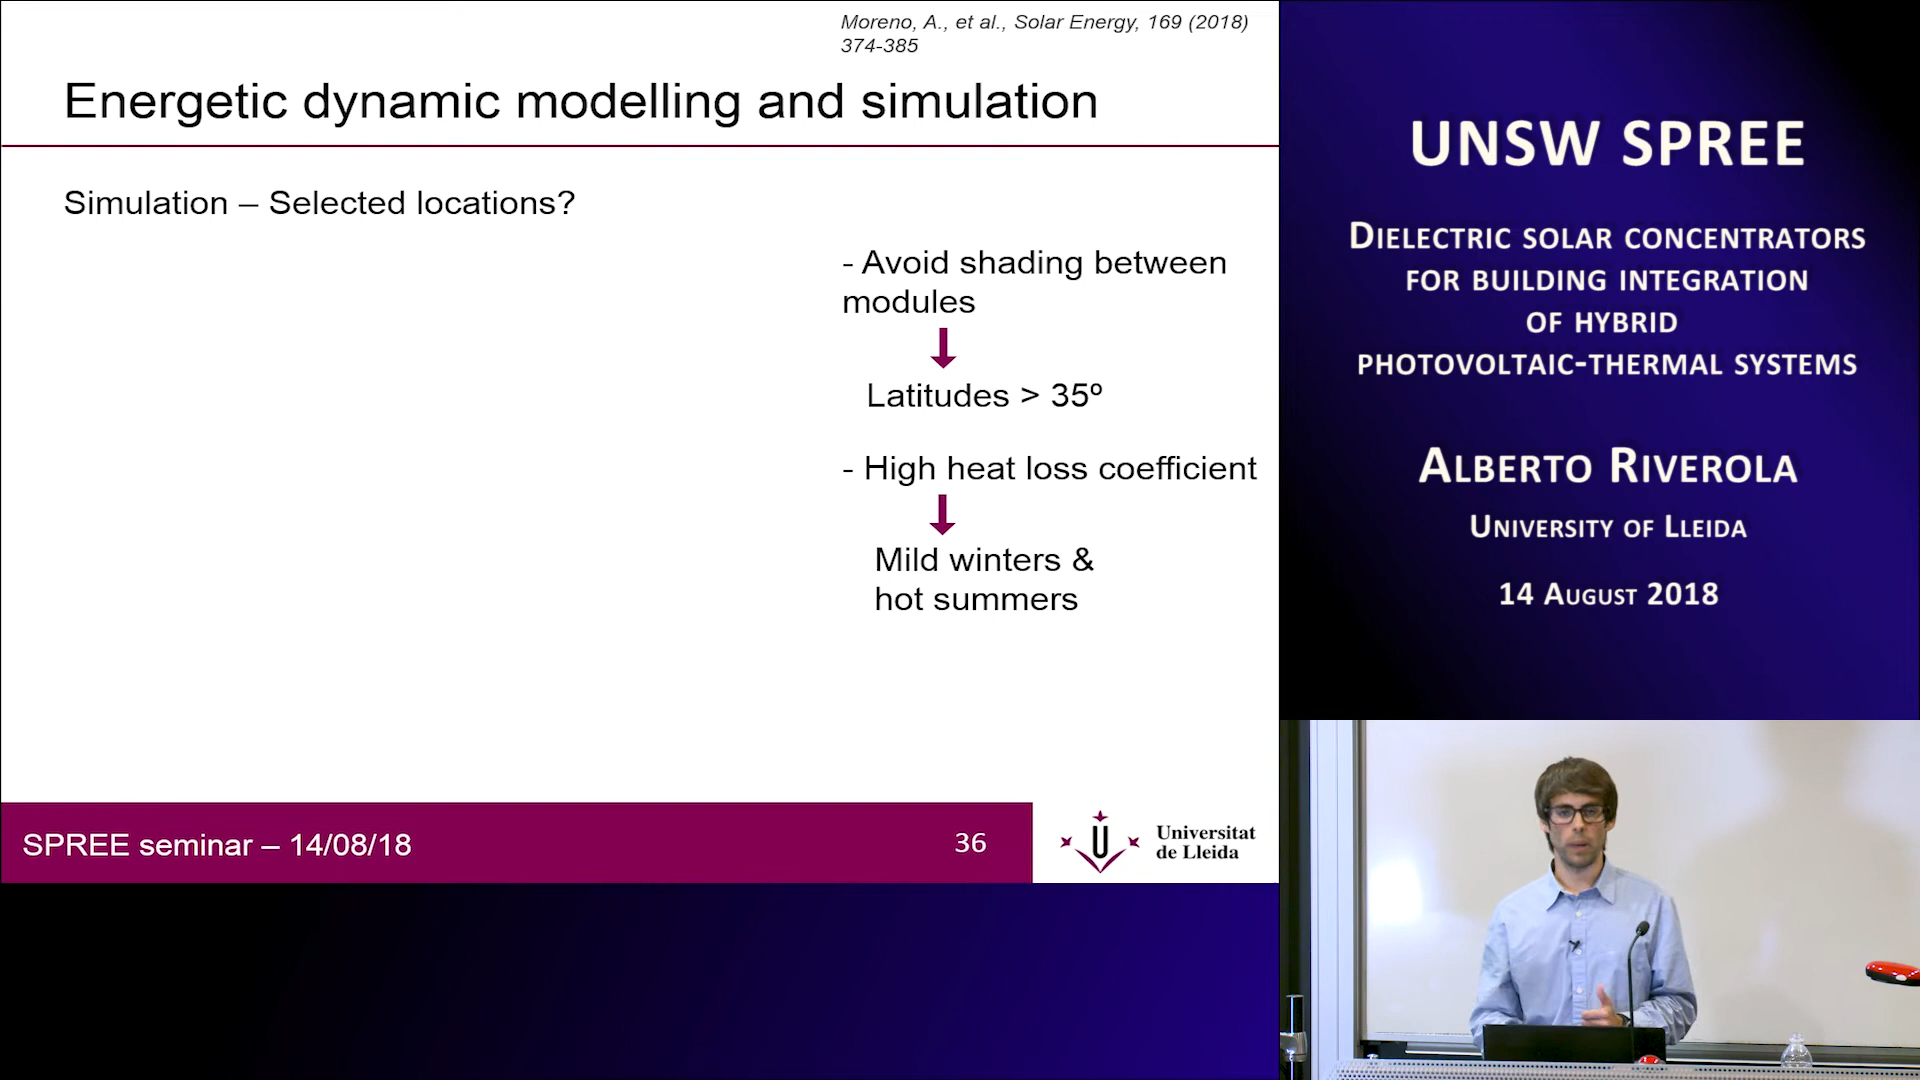 Moreno, A., et al., Solar Energy, 169 (2018)
374-385
Energetic dynamic modelling and simulation
Simulation – Selected locations?
- Avoid shading between
modules
Latitudes > 35º
- High heat loss coefficient
Mild winters &
hot summers
SPREE seminar – 14/08/18
36
Universitat
de Lleida
UNSW SPREE
DIELECTRIC SOLAR CONCENTRATORS
FOR BUILDING INTEGRATION
OF HYBRID
PHOTOVOLTAIC-THERMAL SYSTEMS
ALBERTO RIVEROLA
UNIVERSITY OF LLEIDA
14 AUGUST 2018